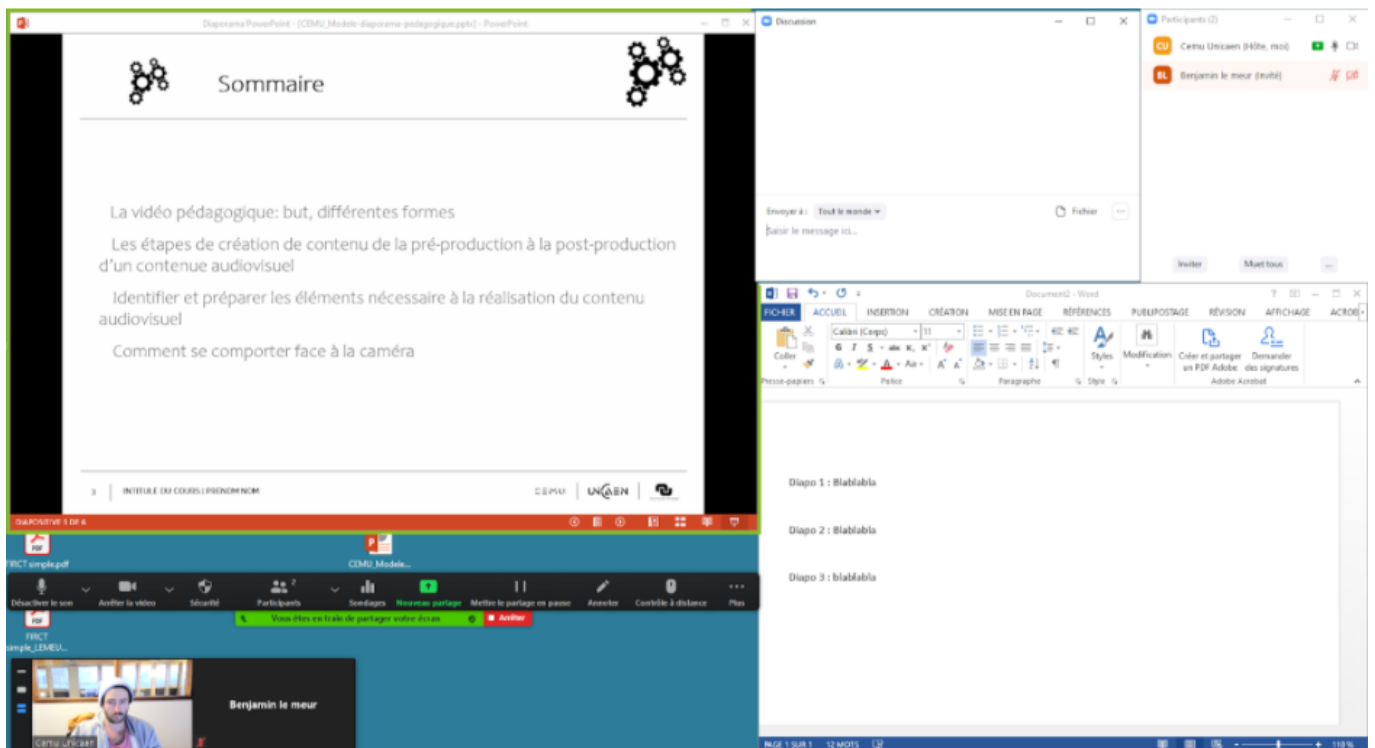 Diaporama PowerPoint - [CEMU_Modele-diaporama-pedagogique.pptx] - PowerPoint
Sommaire
La vidéo pédagogique: but, différentes formes
Les étapes de création de contenu de la pré-production à la post-production
d'un contenue audiovisuel
Identifier et préparer les éléments nécessaire à la réalisation du contenu
audiovisuel
Comment se comporter face à la caméra
3
INTITULE DU COURS | PRENOM NOM
CEMU
UNICAEN
DIAPOSITIVE 3 DE 6
Discussion
Envoyer à : Tout le monde
Fichier
Saisir le message ici...
Participants (2)
CU Cemu Unicaen (Hôte, moi)
BL Benjamin le meur (Invité)
Inviter
Muet tous
...
Document2 - Word
FICHIER ACCUEIL INSERTION CRÉATION MISE EN PAGE RÉFÉRENCES PUBLIPOSTAGE RÉVISION AFFICHAGE ACROB
Calibri (Corps) 11
G I S abc
Aa
Coller
Styles
Modification
Créer et partager
un PDF Adobe
Demander
des signatures
Presse-papiers
Police
Paragraphe
Style
Adobe Acrobat
Diapo 1 : Blablabla
Diapo 2 : Blablabla
Diapo 3 : blablabla
PAGE 1 SUR 1 12 MOTS
110 %
PDF
FIRCT simple.pdf
CEMU_Modele...
Désactiver le son
Arrêter la vidéo
Sécurité
2
Participants
Sondages
Nouveau partage
Mettre le partage en pause
Annoter
Contrôle à distance
Plus
Vous êtes en train de partager votre écran
Arrêter
PDF
FIRCT
simple_LEMEU...
Benjamin le meur
Cemu Unicaen